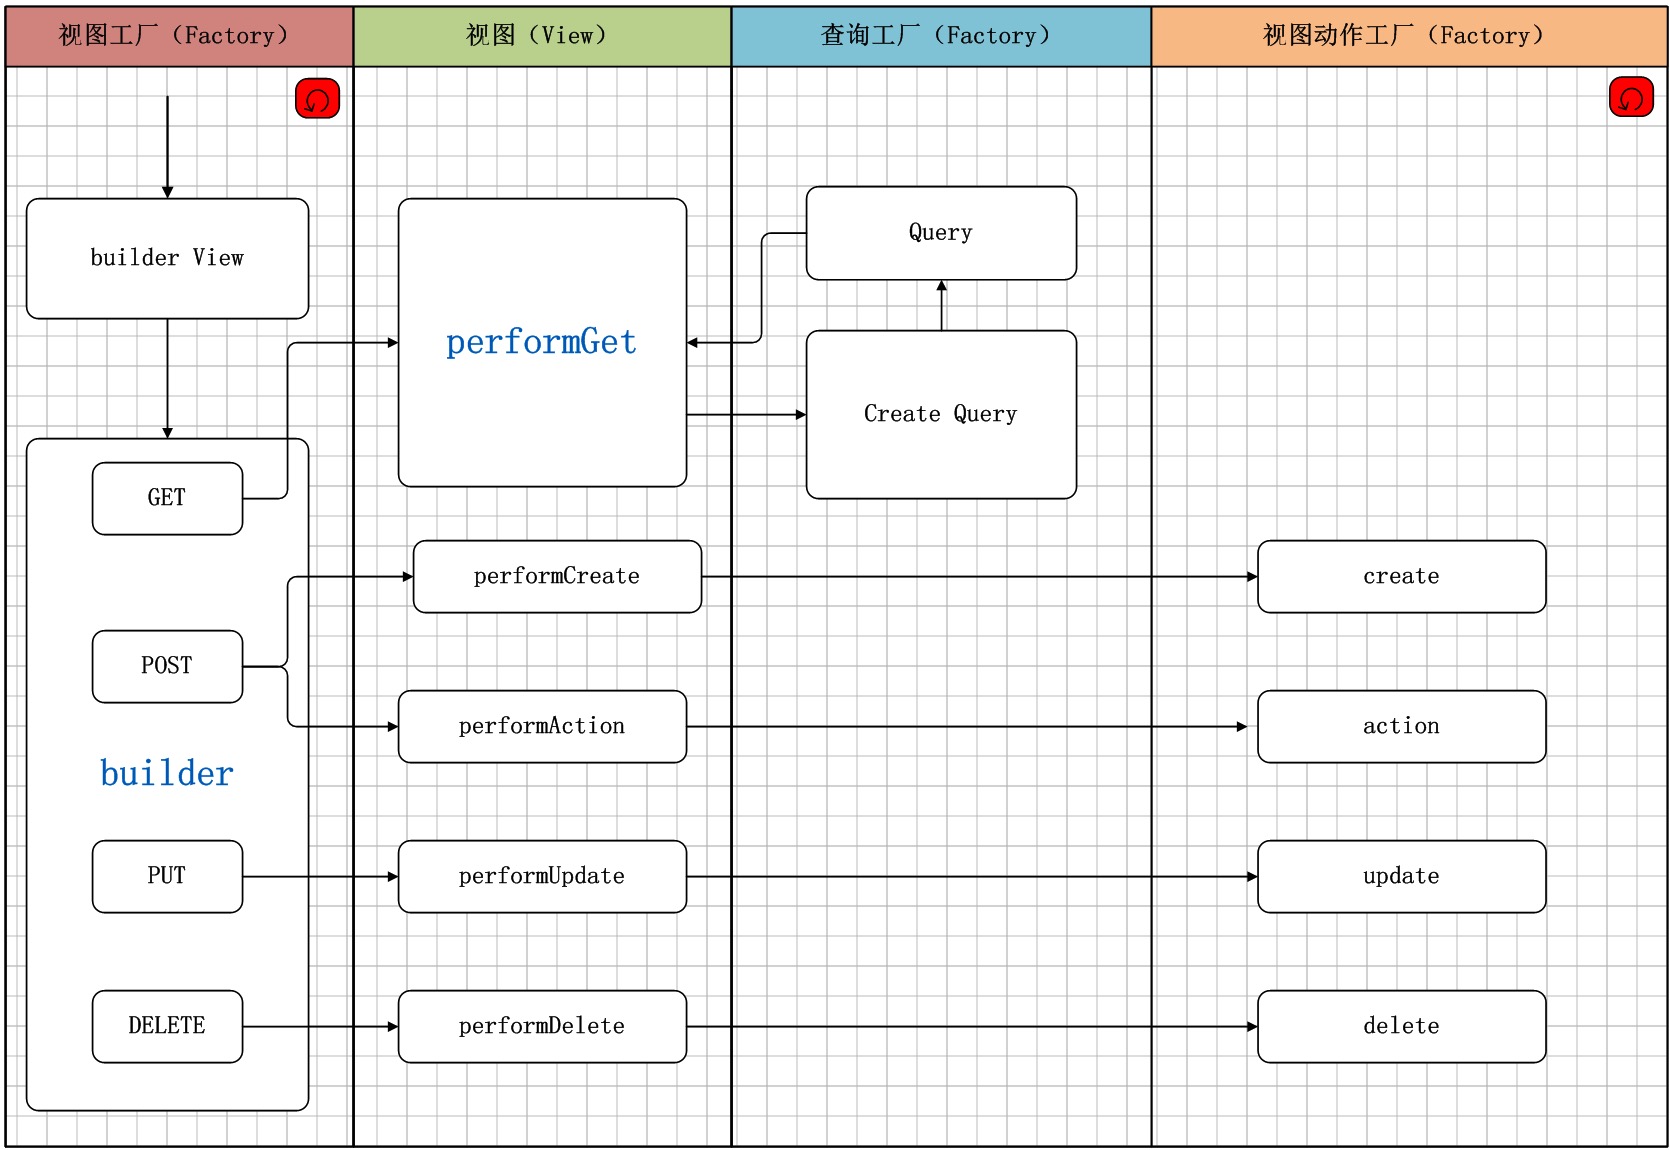 视图工厂（Factory）
视图（View）
查询工厂（Factory）
视图动作工厂（Factory）
builder View
performGet
Query
Create Query
GET
performCreate
create
POST
performAction
action
builder
PUT
performUpdate
update
DELETE
performDelete
delete